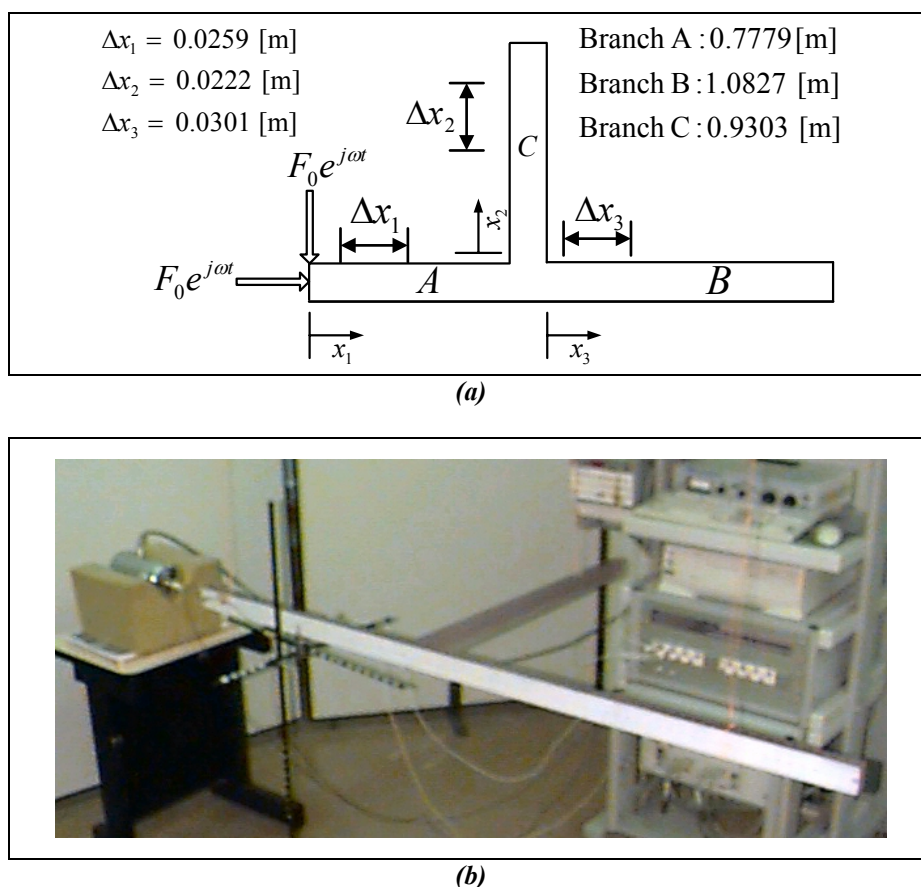 Δx₁ = 0.0259 [m]
Δx₂ = 0.0222 [m]
Δx₃ = 0.0301 [m]
Branch A : 0.7779[m]
Branch B : 1.0827 [m]
Branch C : 0.9303 [m]
F₀e^{jωt}
F₀e^{jωt}
Δx₁
Δx₂
Δx₃
C
x₂
A
B
x₁
x₃
(a)
(b)